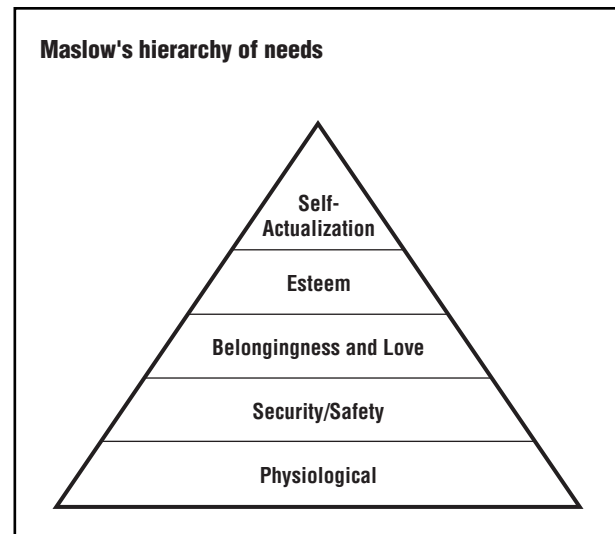 Maslow's hierarchy of needs
Self-
Actualization
Esteem
Belongingness and Love
Security/Safety
Physiological